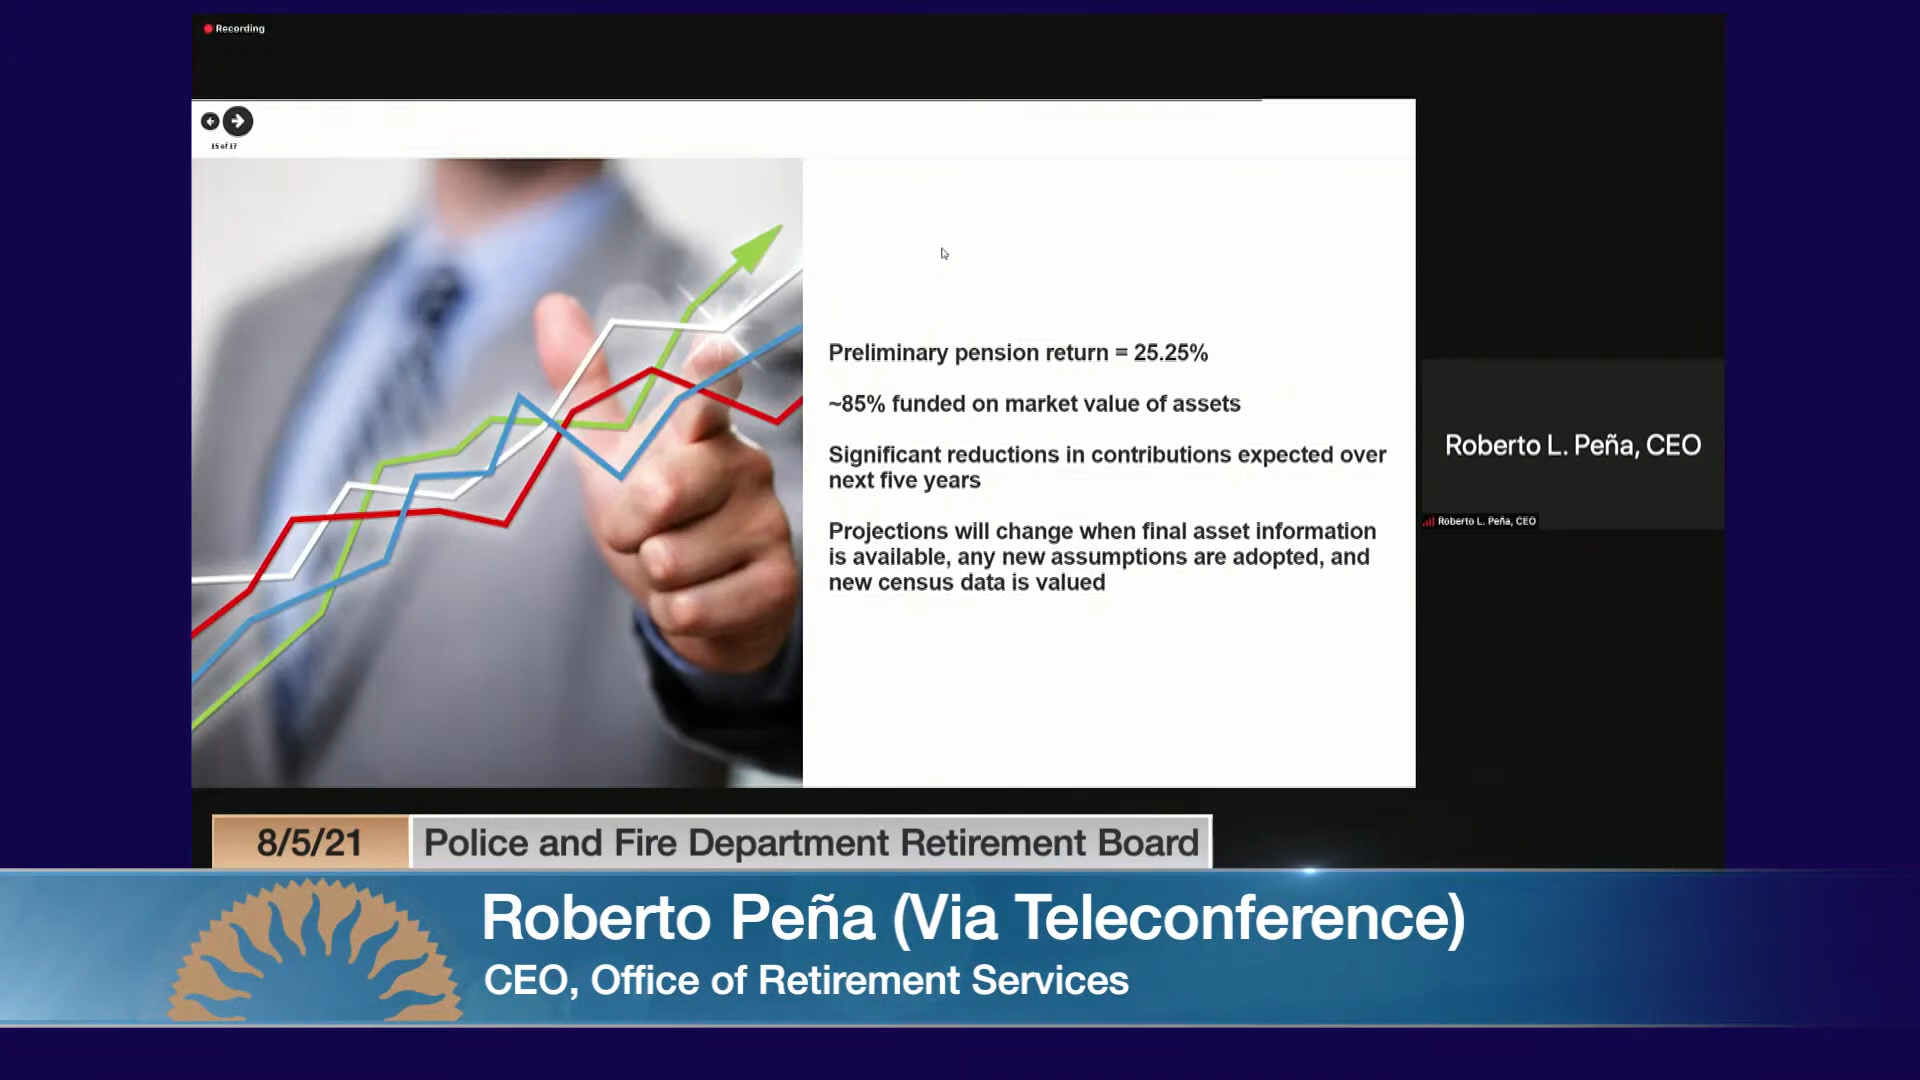 Recording
15 of 17
Preliminary pension return = 25.25%
~85% funded on market value of assets
Significant reductions in contributions expected over
next five years
Projections will change when final asset information
is available, any new assumptions are adopted, and
new census data is valued
Roberto L. Peña, CEO
Roberto L. Peña, CEO
8/5/21
Police and Fire Department Retirement Board
Roberto Peña (Via Teleconference)
CEO, Office of Retirement Services